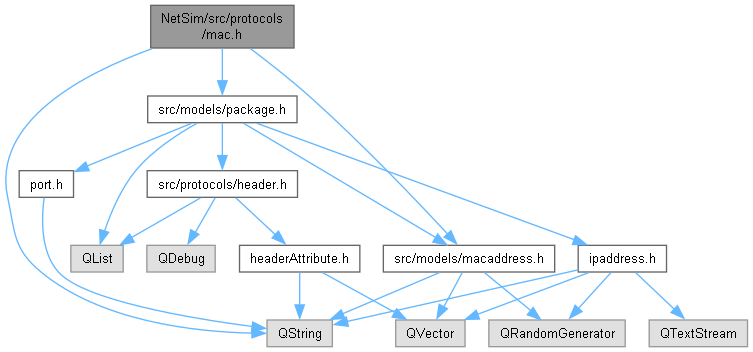 NetSim/src/protocols
/mac.h
src/models/package.h
port.h
src/protocols/header.h
QList
QDebug
headerAttribute.h
src/models/macaddress.h
ipaddress.h
QString
QVector
QRandomGenerator
QTextStream